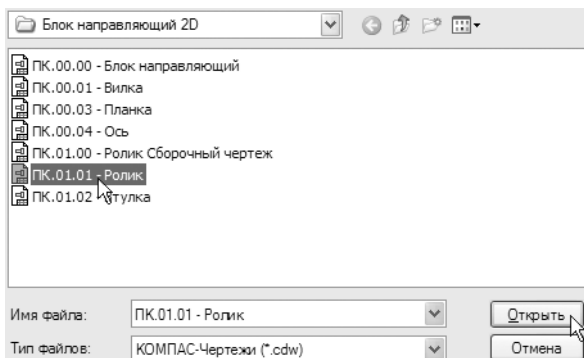 Блок направляющий 2D
ПК.00.00 - Блок направляющий
ПК.00.01 - Вилка
ПК.00.03 - Планка
ПК.00.04 - Ось
ПК.01.00 - Ролик Сборочный чертеж
ПК.01.01 - Ролик
ПК.01.02 - Втулка
Имя файла: ПК.01.01 - Ролик Открыть
Тип файлов: КОМПАС-Чертежи (*.cdw) Отмена